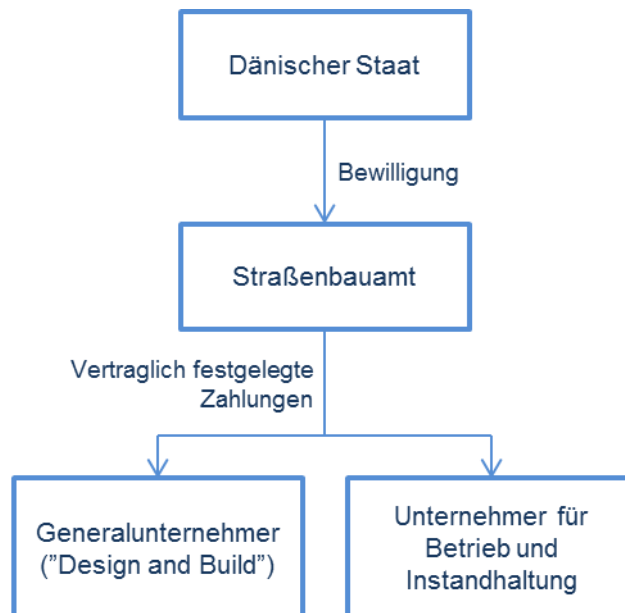 Dänischer Staat
Bewilligung
Straßenbauamt
Vertraglich festgelegte
Zahlungen
Generalunternehmer
(”Design and Build”)
Unternehmer für
Betrieb und
Instandhaltung